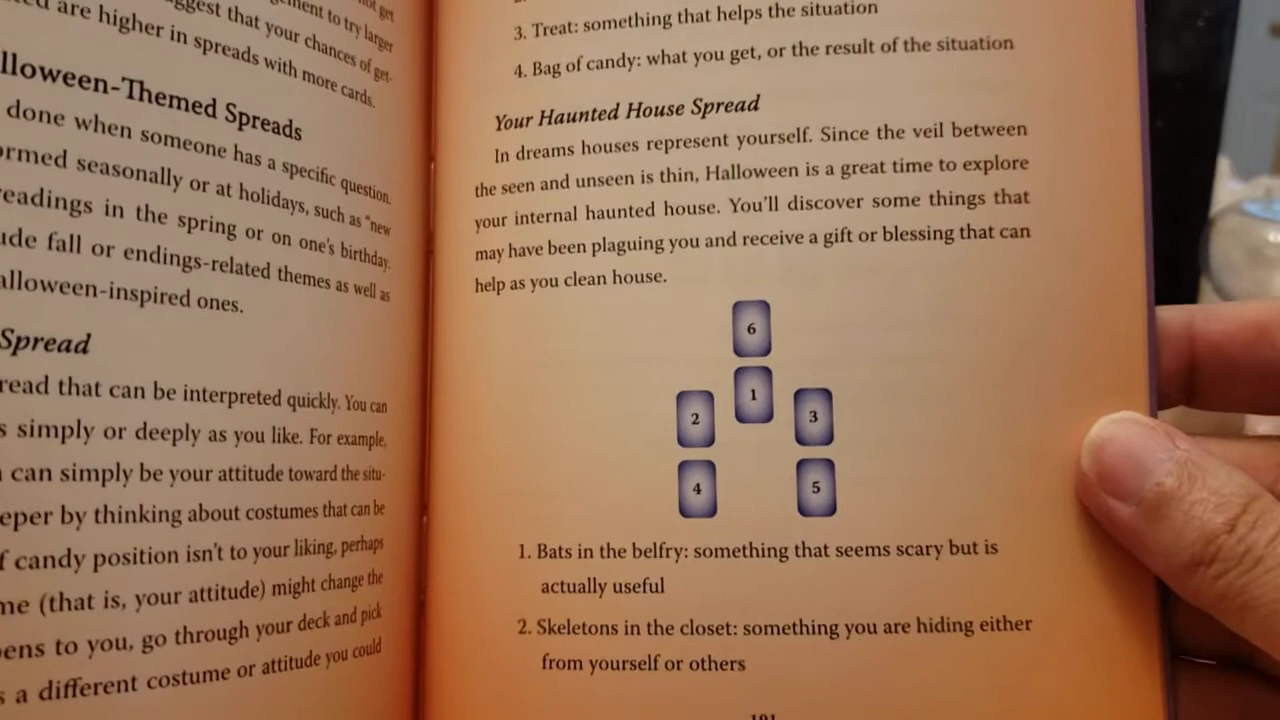 not get
gement to try larger
ggest that your chances of get-
ted are higher in spreads with more cards.
lloween-Themed Spreads
done when someone has a specific question.
ormed seasonally or at holidays, such as "new
eadings in the spring or on one's birthday.
ude fall or endings-related themes as well as
alloween-inspired ones.
Spread
read that can be interpreted quickly. You can
s simply or deeply as you like. For example,
n can simply be your attitude toward the situ-
eeper by thinking about costumes that can be
f candy position isn't to your liking, perhaps
me (that is, your attitude) might change the
ens to you, go through your deck and pick
s a different costume or attitude you could
3. Treat: something that helps the situation
4. Bag of candy: what you get, or the result of the situation
Your Haunted House Spread
In dreams houses represent yourself. Since the veil between
the seen and unseen is thin, Halloween is a great time to explore
your internal haunted house. You'll discover some things that
may have been plaguing you and receive a gift or blessing that can
help as you clean house.
6
1
2
3
4
5
1. Bats in the belfry: something that seems scary but is
actually useful
2. Skeletons in the closet: something you are hiding either
from yourself or others